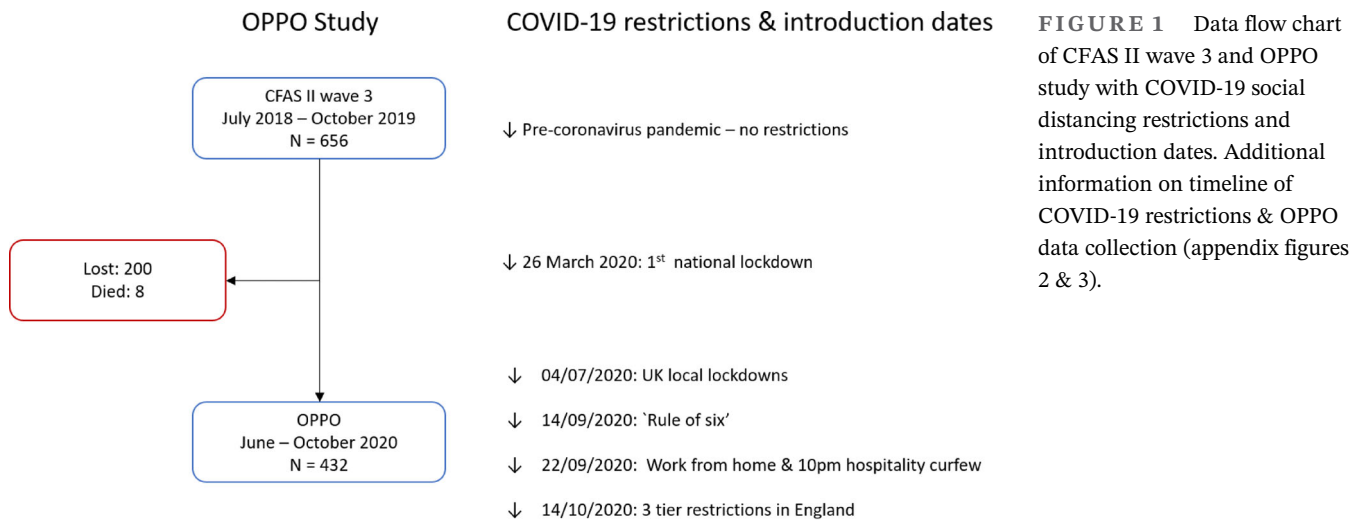 OPPO Study
COVID-19 restrictions & introduction dates
CFAS II wave 3
July 2018 – October 2019
N = 656
↓ Pre-coronavirus pandemic – no restrictions
Lost: 200
Died: 8
↓ 26 March 2020: 1st national lockdown
OPPO
June – October 2020
N = 432
↓ 04/07/2020: UK local lockdowns
↓ 14/09/2020: `Rule of six’
↓ 22/09/2020: Work from home & 10pm hospitality curfew
↓ 14/10/2020: 3 tier restrictions in England
FIGURE 1 Data flow chart
of CFAS II wave 3 and OPPO
study with COVID-19 social
distancing restrictions and
introduction dates. Additional
information on timeline of
COVID-19 restrictions & OPPO
data collection (appendix figures
2 & 3).